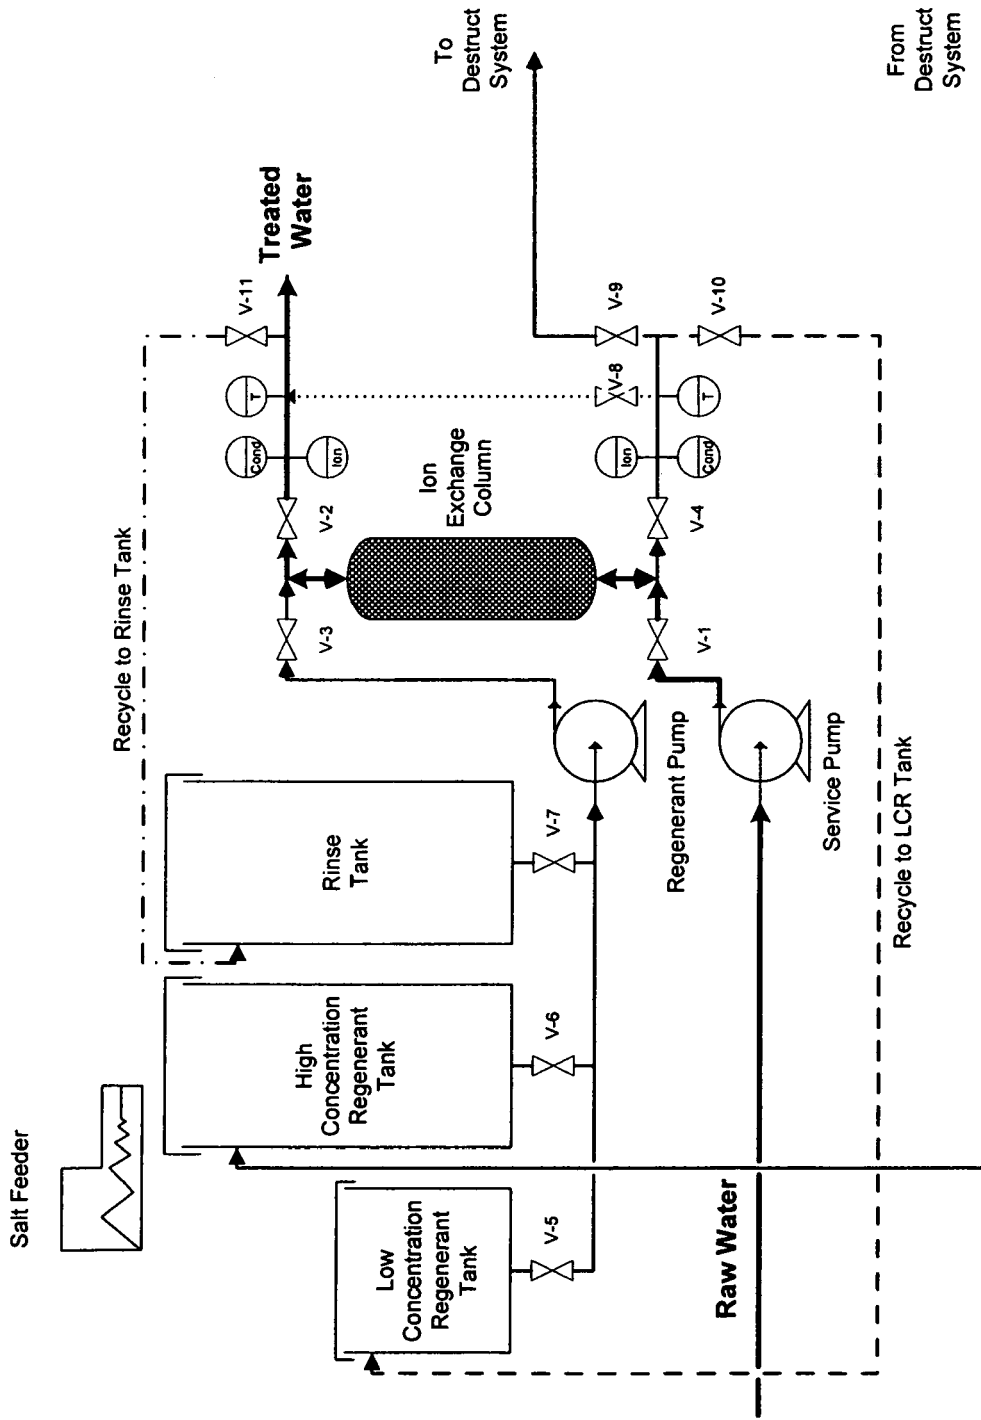 Salt Feeder
Low
Concentration
Regenerant
Tank
High
Concentration
Regenerant
Tank
Rinse
Tank
Recycle to Rinse Tank
V-5
V-6
V-7
Raw Water
Regenerant Pump
Service Pump
Recycle to LCR Tank
V-3
V-2
V-1
V-4
Ion
Exchange
Column
Cond
Ion
T
Ion
Cond
T
V-8
V-11
V-9
V-10
Treated
Water
To
Destruct
System
From
Destruct
System